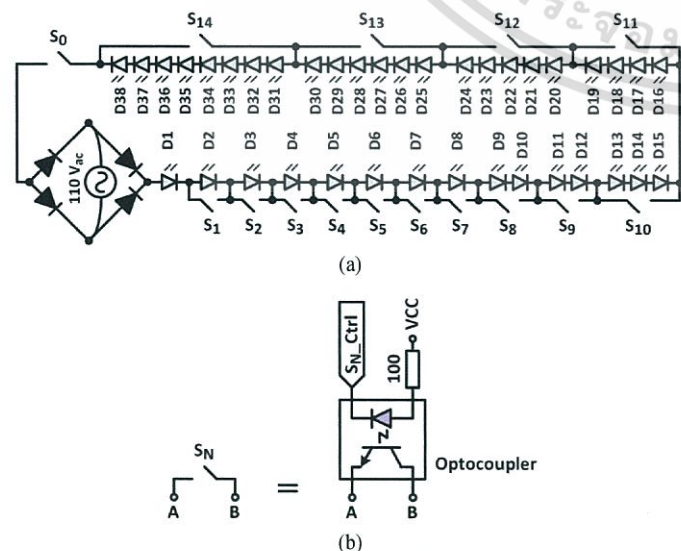 S0 S14 S13 S12 S11
D38 D37 D36 D35 D34 D33 D32 D31 D30 D29 D28 D27 D26 D25 D24 D23 D22 D21 D20 D19 D18 D17 D16
D1 D2 D3 D4 D5 D6 D7 D8 D9 D10 D11 D12 D13 D14 D15
110 Vac
S1 S2 S3 S4 S5 S6 S7 S8 S9 S10
(a)
SN_Ctrl
VCC
100
SN
=
Optocoupler
A B A B
(b)